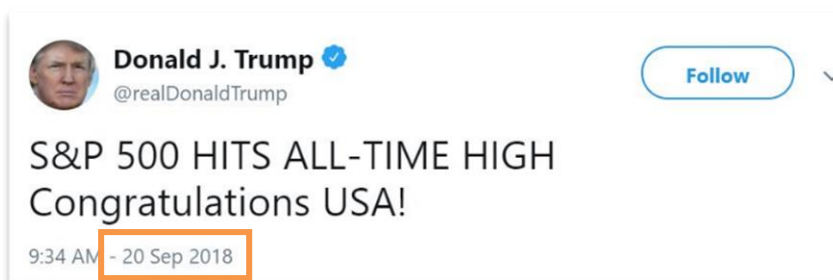 Donald J. Trump
@realDonaldTrump
Follow
S&P 500 HITS ALL-TIME HIGH
Congratulations USA!
9:34 AM - 20 Sep 2018